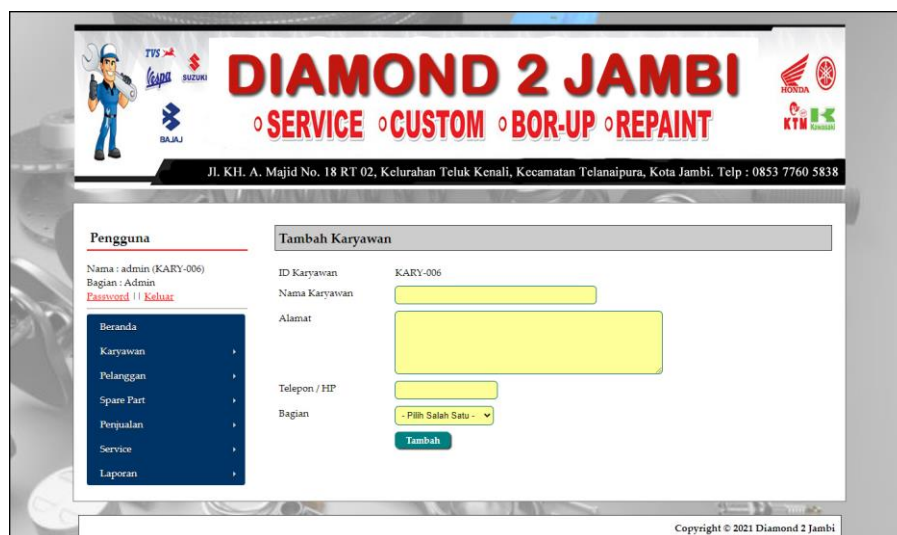 TVS
Vespa
SUZUKI
BAJAJ
DIAMOND 2 JAMBI
SERVICE CUSTOM BOR-UP REPAINT
HONDA
KTM Kawasaki
Jl. KH. A. Majid No. 18 RT 02, Kelurahan Teluk Kenali, Kecamatan Telanaipura, Kota Jambi. Telp : 0853 7760 5838
Pengguna
Nama : admin (KARY-006)
Bagian : Admin
Password || Keluar
Beranda
Karyawan
Pelanggan
Spare Part
Penjualan
Service
Laporan
Tambah Karyawan
ID Karyawan KARY-006
Nama Karyawan
Alamat
Telepon / HP
Bagian - Pilih Salah Satu -
Tambah
Copyright © 2021 Diamond 2 Jambi